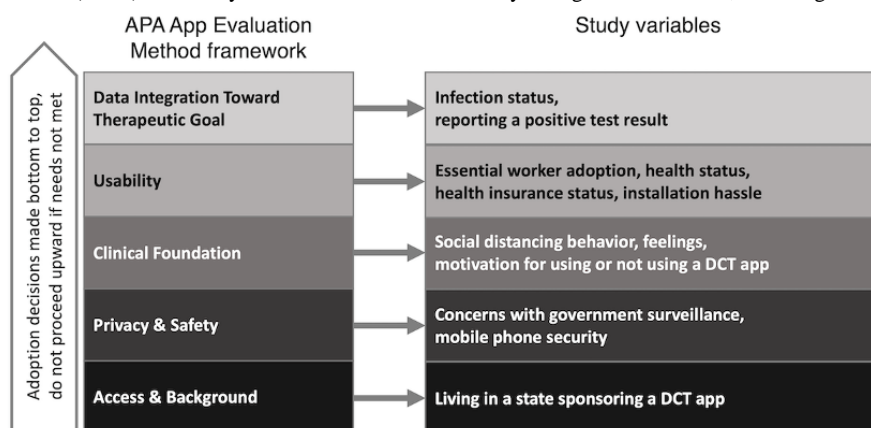 APA App Evaluation
Method framework
Study variables
Adoption decisions made bottom to top,
do not proceed upward if needs not met
Data Integration Toward
Therapeutic Goal
Infection status,
reporting a positive test result
Usability
Essential worker adoption, health status,
health insurance status, installation hassle
Clinical Foundation
Social distancing behavior, feelings,
motivation for using or not using a DCT app
Privacy & Safety
Concerns with government surveillance,
mobile phone security
Access & Background
Living in a state sponsoring a DCT app